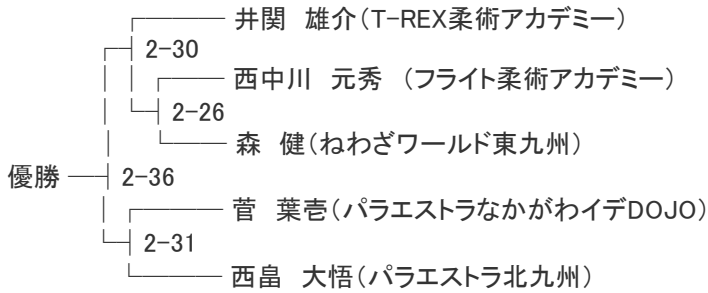 井関 雄介(T-REX柔術アカデミー)
2-30
西中川 元秀 (フライト柔術アカデミー)
2-26
森 健(ねわざワールド東九州)
優勝 2-36
菅 葉壱(パラエストラなかがわイデDOJO)
2-31
西畠 大悟(パラエストラ北九州)